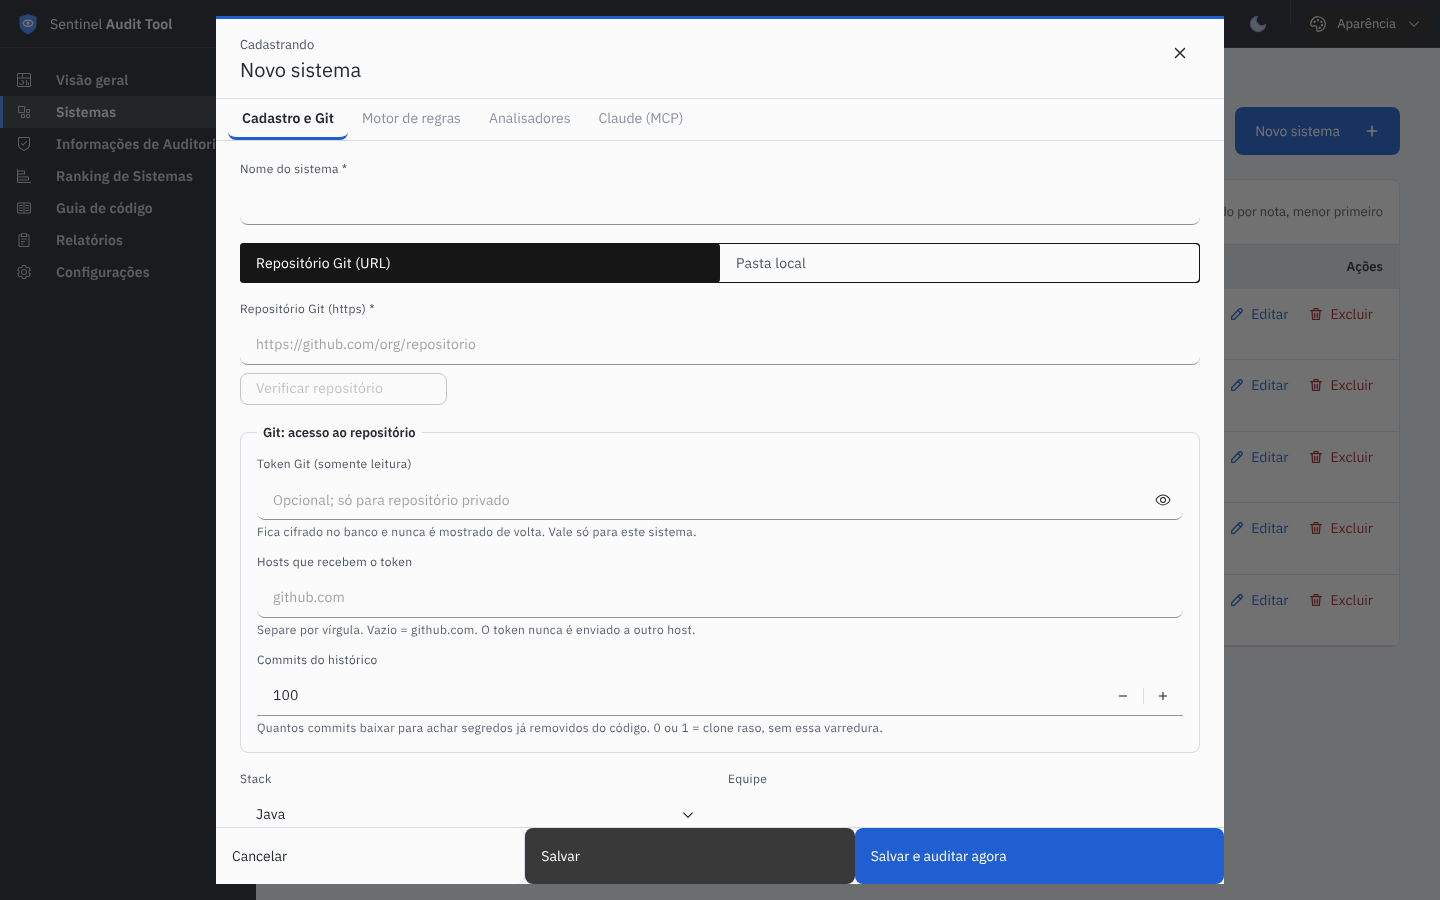 Sentinel Audit Tool
Aparência
Visão geral
Sistemas
Informações de Auditori
Ranking de Sistemas
Guia de código
Relatórios
Configurações
Cadastrando
Novo sistema
Cadastro e Git
Motor de regras
Analisadores
Claude (MCP)
Nome do sistema *
Repositório Git (URL)
Pasta local
Repositório Git (https) *
https://github.com/org/repositorio
Verificar repositório
Git: acesso ao repositório
Token Git (somente leitura)
Opcional; só para repositório privado
Fica cifrado no banco e nunca é mostrado de volta. Vale só para este sistema.
Hosts que recebem o token
github.com
Separe por vírgula. Vazio = github.com. O token nunca é enviado a outro host.
Commits do histórico
100
Quantos commits baixar para achar segredos já removidos do código. 0 ou 1 = clone raso, sem essa varredura.
Stack
Equipe
Java
Cancelar
Salvar
Salvar e auditar agora
Novo sistema
do por nota, menor primeiro
Ações
Editar Excluir
Editar Excluir
Editar Excluir
Editar Excluir
Editar Excluir